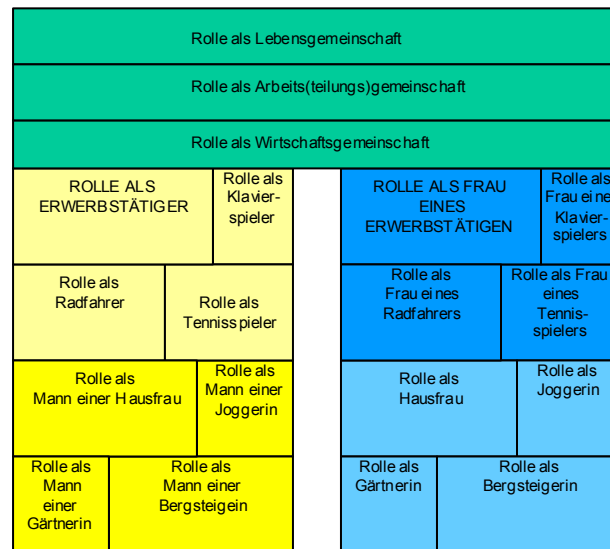 Rolle als Lebensgemeinschaft
Rolle als Arbeits(teilungs)gemeinschaft
Rolle als Wirtschaftsgemeinschaft
ROLLE ALS
ERWERBSTÄTIGER
Rolle als
Klavier-
spieler
ROLLE ALS FRAU
EINES
ERWERBSTÄTIGEN
Rolle als
Frau eines
Klavier-
spielers
Rolle als
Radfahrer
Rolle als
Tennisspieler
Rolle als
Frau eines
Radfahrers
Rolle als Frau
eines
Tennis-
spielers
Rolle als
Mann einer Hausfrau
Rolle als
Mann einer
Joggerin
Rolle als
Hausfrau
Rolle als
Joggerin
Rolle als
Mann
einer
Gärtnerin
Rolle als
Mann einer
Bergsteigein
Rolle als
Gärtnerin
Rolle als
Bergsteigerin